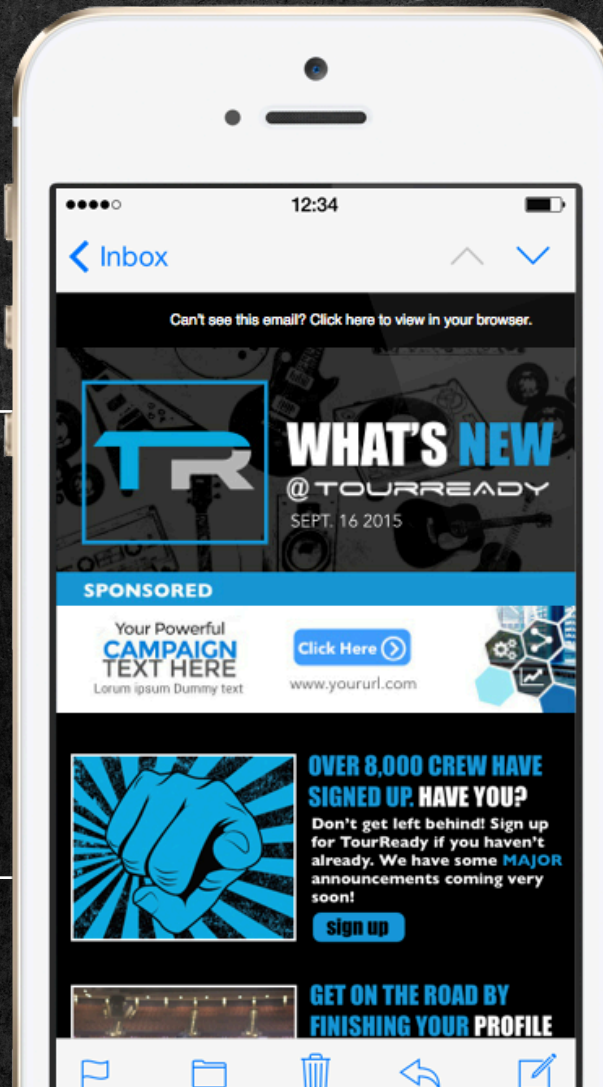 12:34
Inbox
Can't see this email? Click here to view in your browser.
TR
WHAT'S NEW
@TOURREADY
SEPT. 16 2015
SPONSORED
Your Powerful
CAMPAIGN
TEXT HERE
Lorum ipsum Dummy text
Click Here
www.yoururl.com
OVER 8,000 CREW HAVE
SIGNED UP. HAVE YOU?
Don't get left behind! Sign up
for TourReady if you haven't
already. We have some MAJOR
announcements coming very
soon!
sign up
GET ON THE ROAD BY
FINISHING YOUR PROFILE